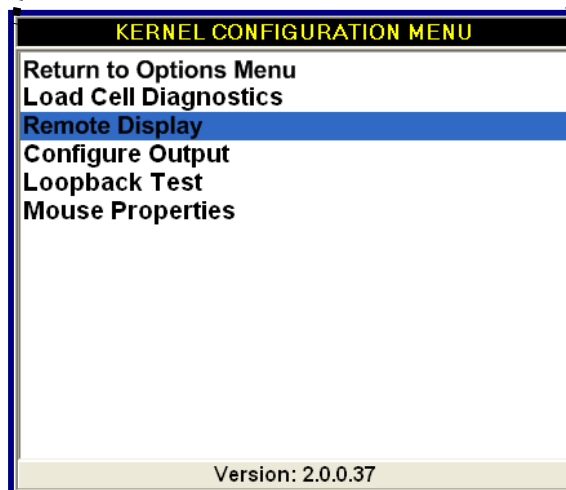 KERNEL CONFIGURATION MENU
Return to Options Menu
Load Cell Diagnostics
Remote Display
Configure Output
Loopback Test
Mouse Properties
Version: 2.0.0.37